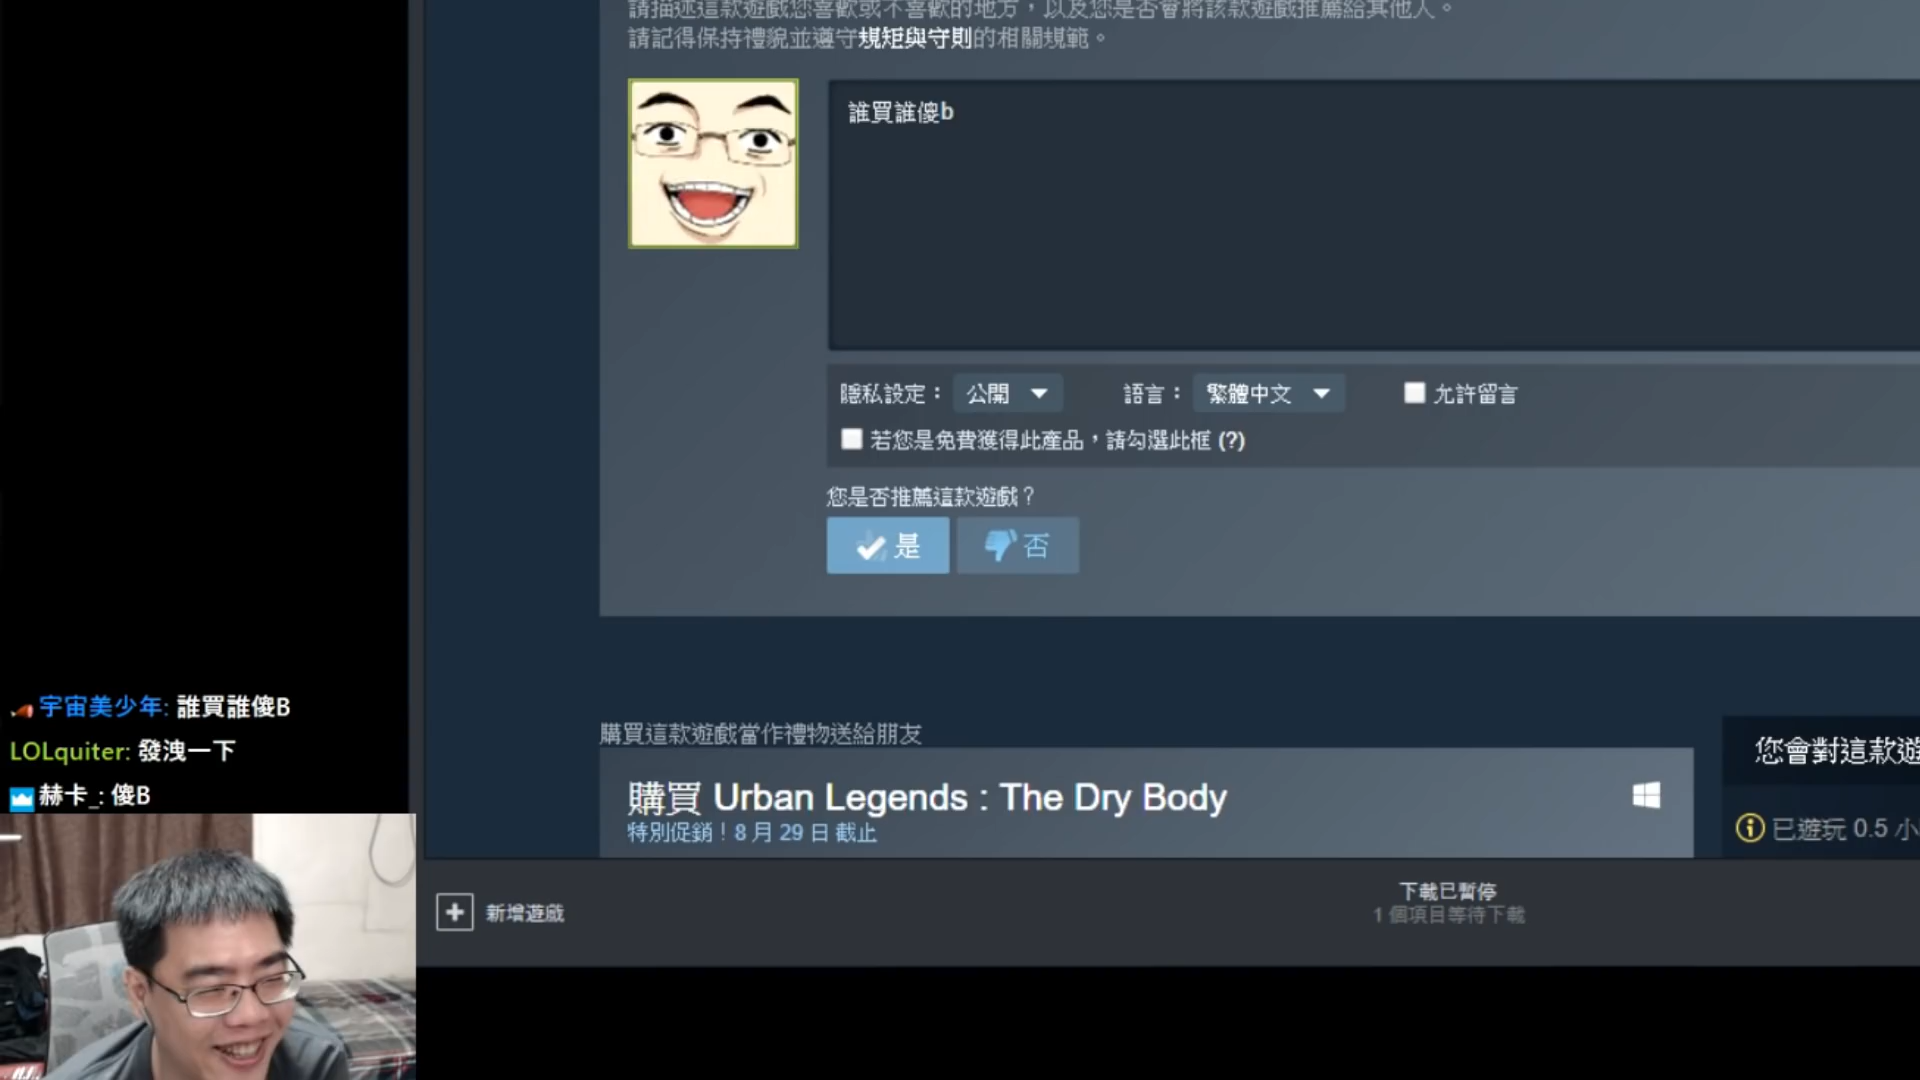 請描述這款遊戲您喜歡或不喜歡的地方，以及您是否會將該款遊戲推薦給其他人。
請記得保持禮貌並遵守規矩與守則的相關規範。
誰買誰傻b
隱私設定： 公開 語言： 繁體中文 允許留言
若您是免費獲得此產品，請勾選此框 (?)
您是否推薦這款遊戲？
是 否
宇宙美少年: 誰買誰傻B
LOLquiter: 發洩一下
赫卡_: 傻B
購買這款遊戲當作禮物送給朋友
購買 Urban Legends : The Dry Body
特別促銷！8 月 29 日 截止
您會對這款遊
已遊玩 0.5 小
新增遊戲
下載已暫停
1 個項目等待下載